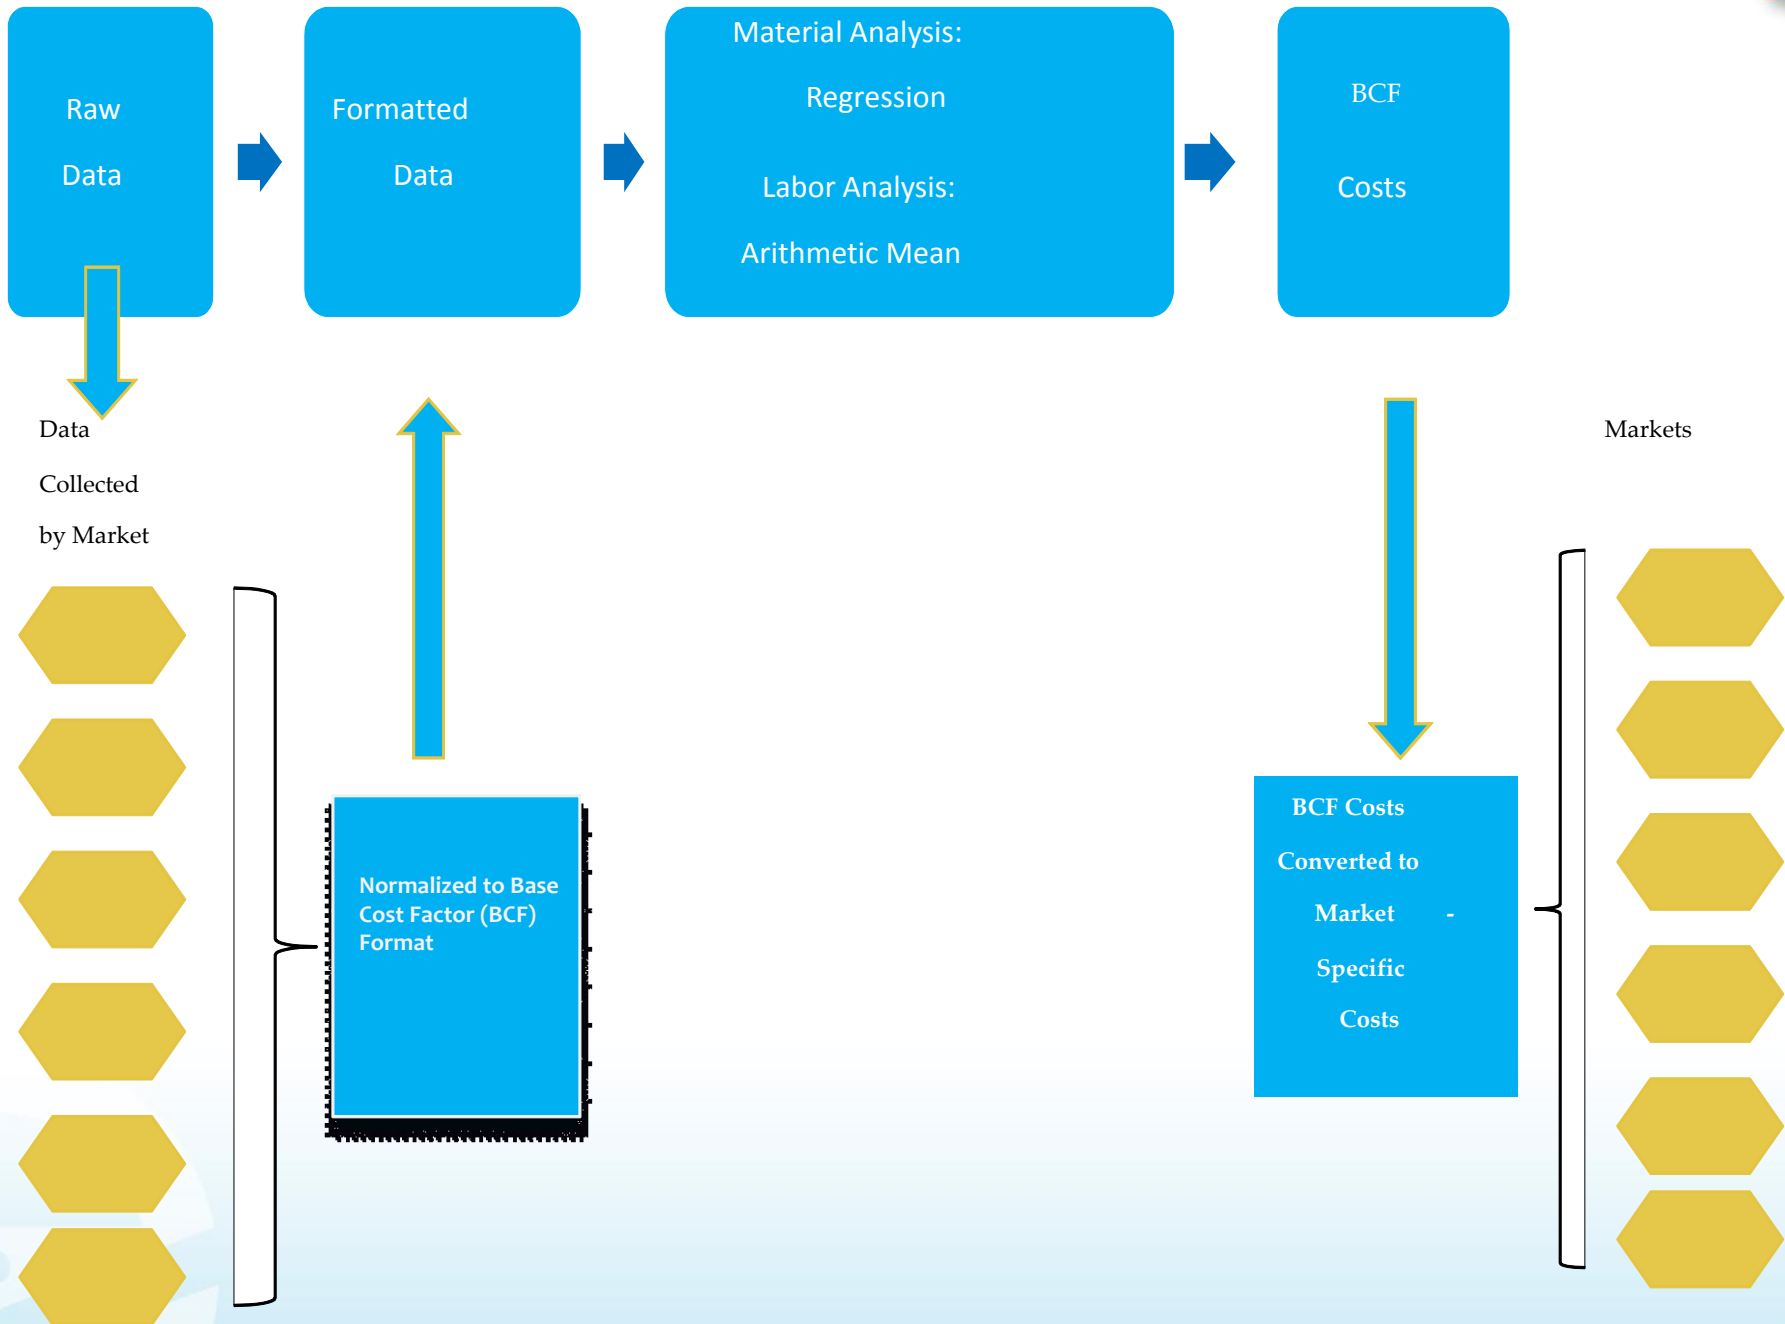 Raw
Data
Formatted
Data
Material Analysis:
Regression
Labor Analysis:
Arithmetic Mean
BCF
Costs
Data
Collected
by Market
Normalized to Base
Cost Factor (BCF)
Format
BCF Costs
Converted to
Market -
Specific
Costs
Markets